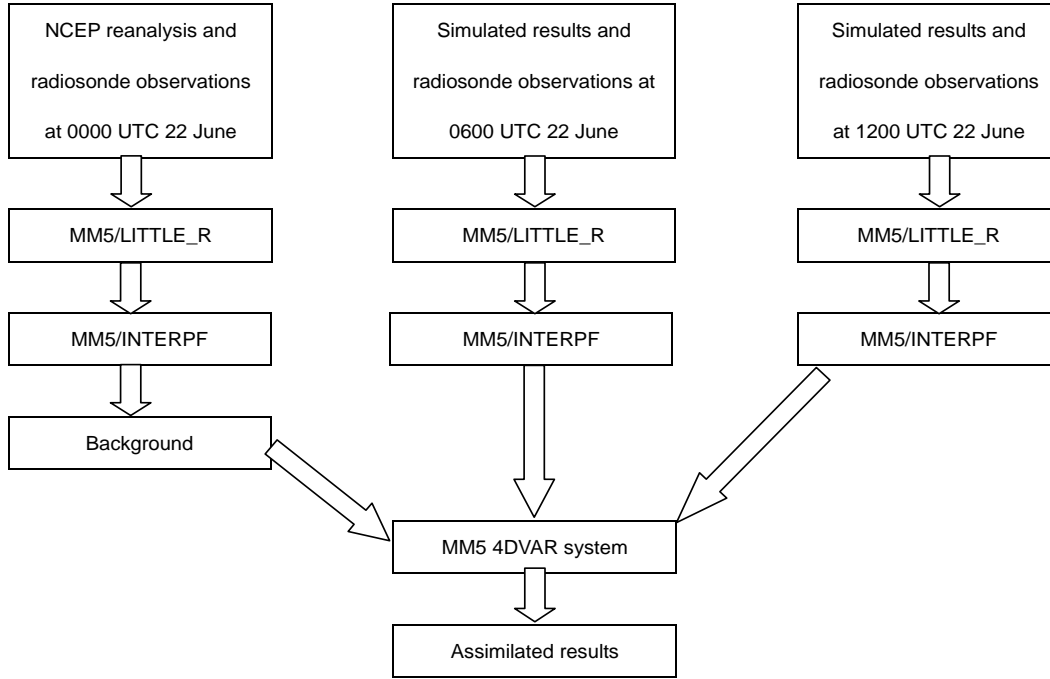 NCEP reanalysis and
radiosonde observations
at 0000 UTC 22 June
Simulated results and
radiosonde observations at
0600 UTC 22 June
Simulated results and
radiosonde observations
at 1200 UTC 22 June
MM5/LITTLE_R
MM5/LITTLE_R
MM5/LITTLE_R
MM5/INTERPF
MM5/INTERPF
MM5/INTERPF
Background
MM5 4DVAR system
Assimilated results